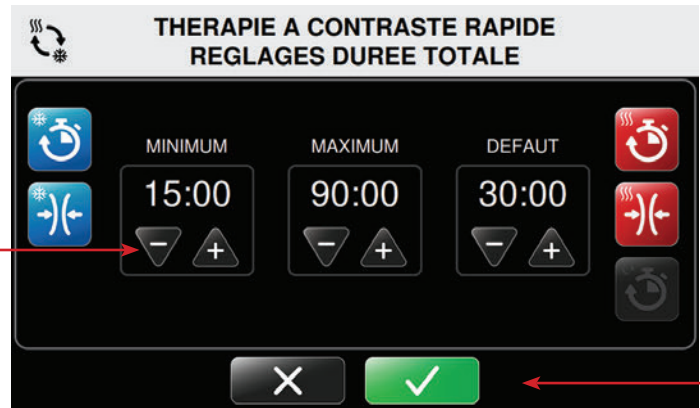 THERAPIE A CONTRASTE RAPIDE
REGLAGES DUREE TOTALE
MINIMUM MAXIMUM DEFAUT
15:00 90:00 30:00
- + - + - +